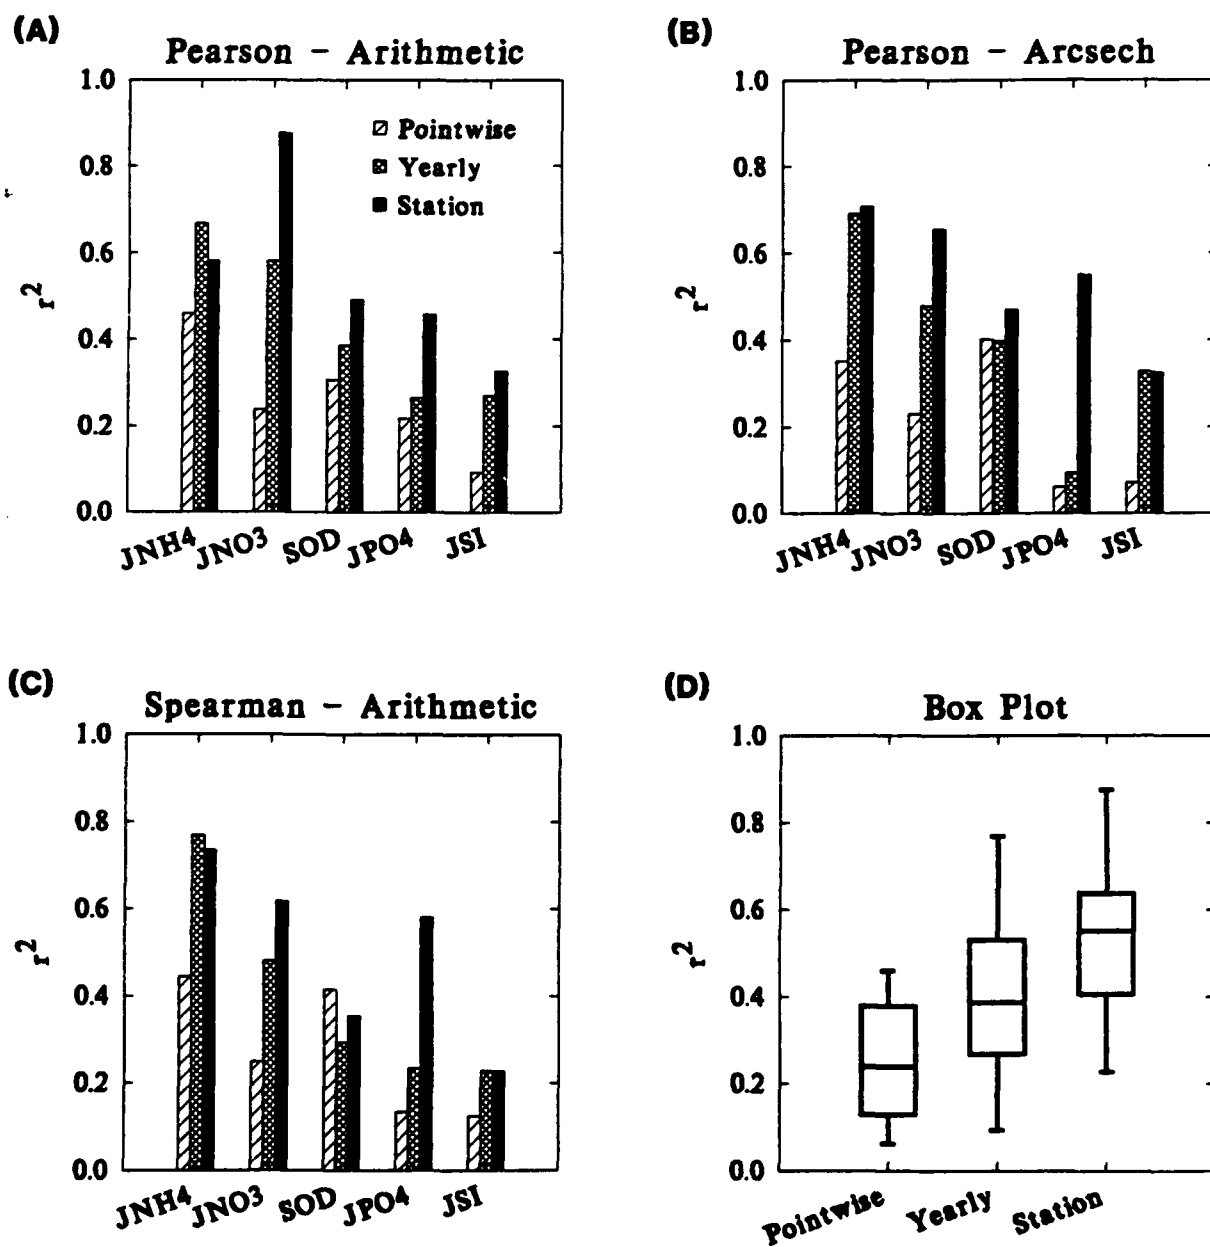 (A)
Pearson – Arithmetic
1.0
0.8
0.6
0.4
0.2
0.0
r²
Pointwise
Yearly
Station
JNH4 JNO3 SOD JPO4 JSI
(B)
Pearson – Arcsech
1.0
0.8
0.6
0.4
0.2
0.0
r²
JNH4 JNO3 SOD JPO4 JSI
(C)
Spearman – Arithmetic
1.0
0.8
0.6
0.4
0.2
0.0
r²
JNH4 JNO3 SOD JPO4 JSI
(D)
Box Plot
1.0
0.8
0.6
0.4
0.2
0.0
r²
Pointwise Yearly Station